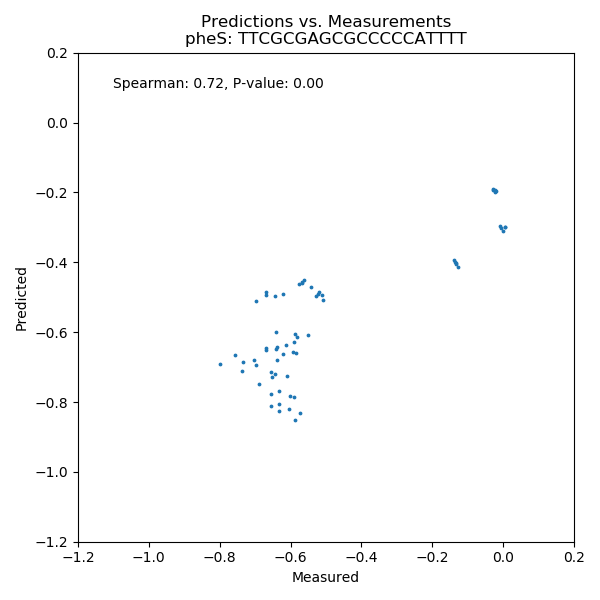 Predictions vs. Measurements
pheS: TTCGCGAGCGCCCCCATTTT
Spearman: 0.72, P-value: 0.00
0.2
0.0
−0.2
−0.4
−0.6
−0.8
−1.0
−1.2
Predicted
−1.2 −1.0 −0.8 −0.6 −0.4 −0.2 0.0 0.2
Measured